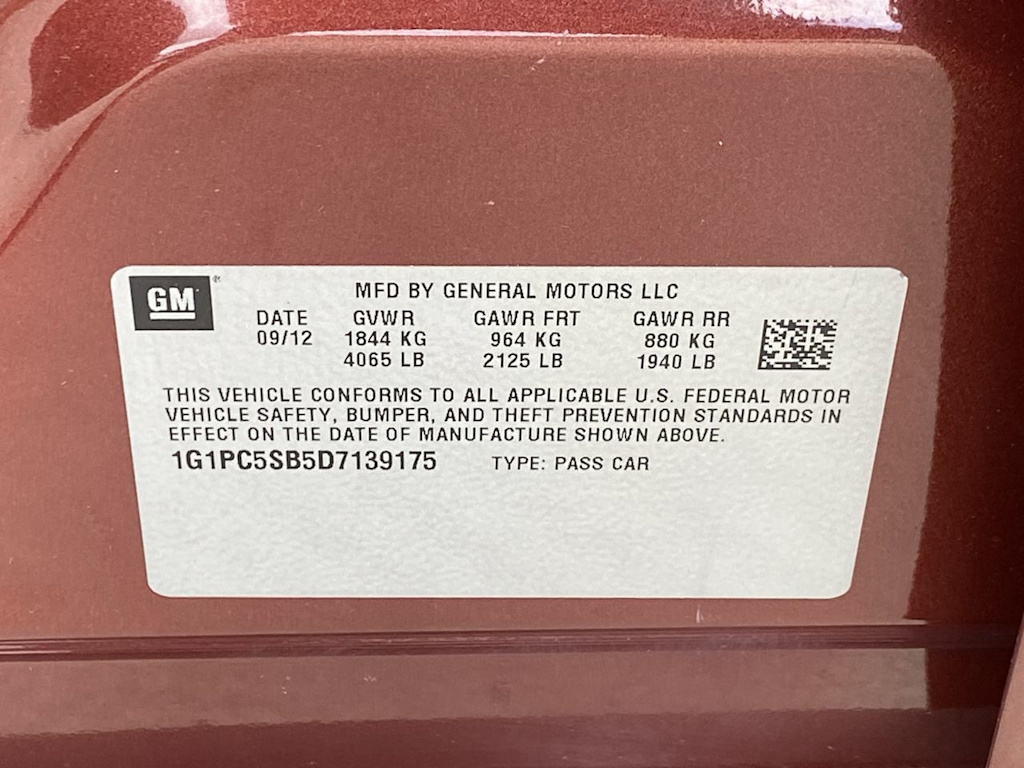 GM®
MFD BY GENERAL MOTORS LLC
DATE GVWR GAWR FRT GAWR RR
09/12 1844 KG 964 KG 880 KG
4065 LB 2125 LB 1940 LB
THIS VEHICLE CONFORMS TO ALL APPLICABLE U.S. FEDERAL MOTOR
VEHICLE SAFETY, BUMPER, AND THEFT PREVENTION STANDARDS IN
EFFECT ON THE DATE OF MANUFACTURE SHOWN ABOVE.
1G1PC5SB5D7139175 TYPE: PASS CAR